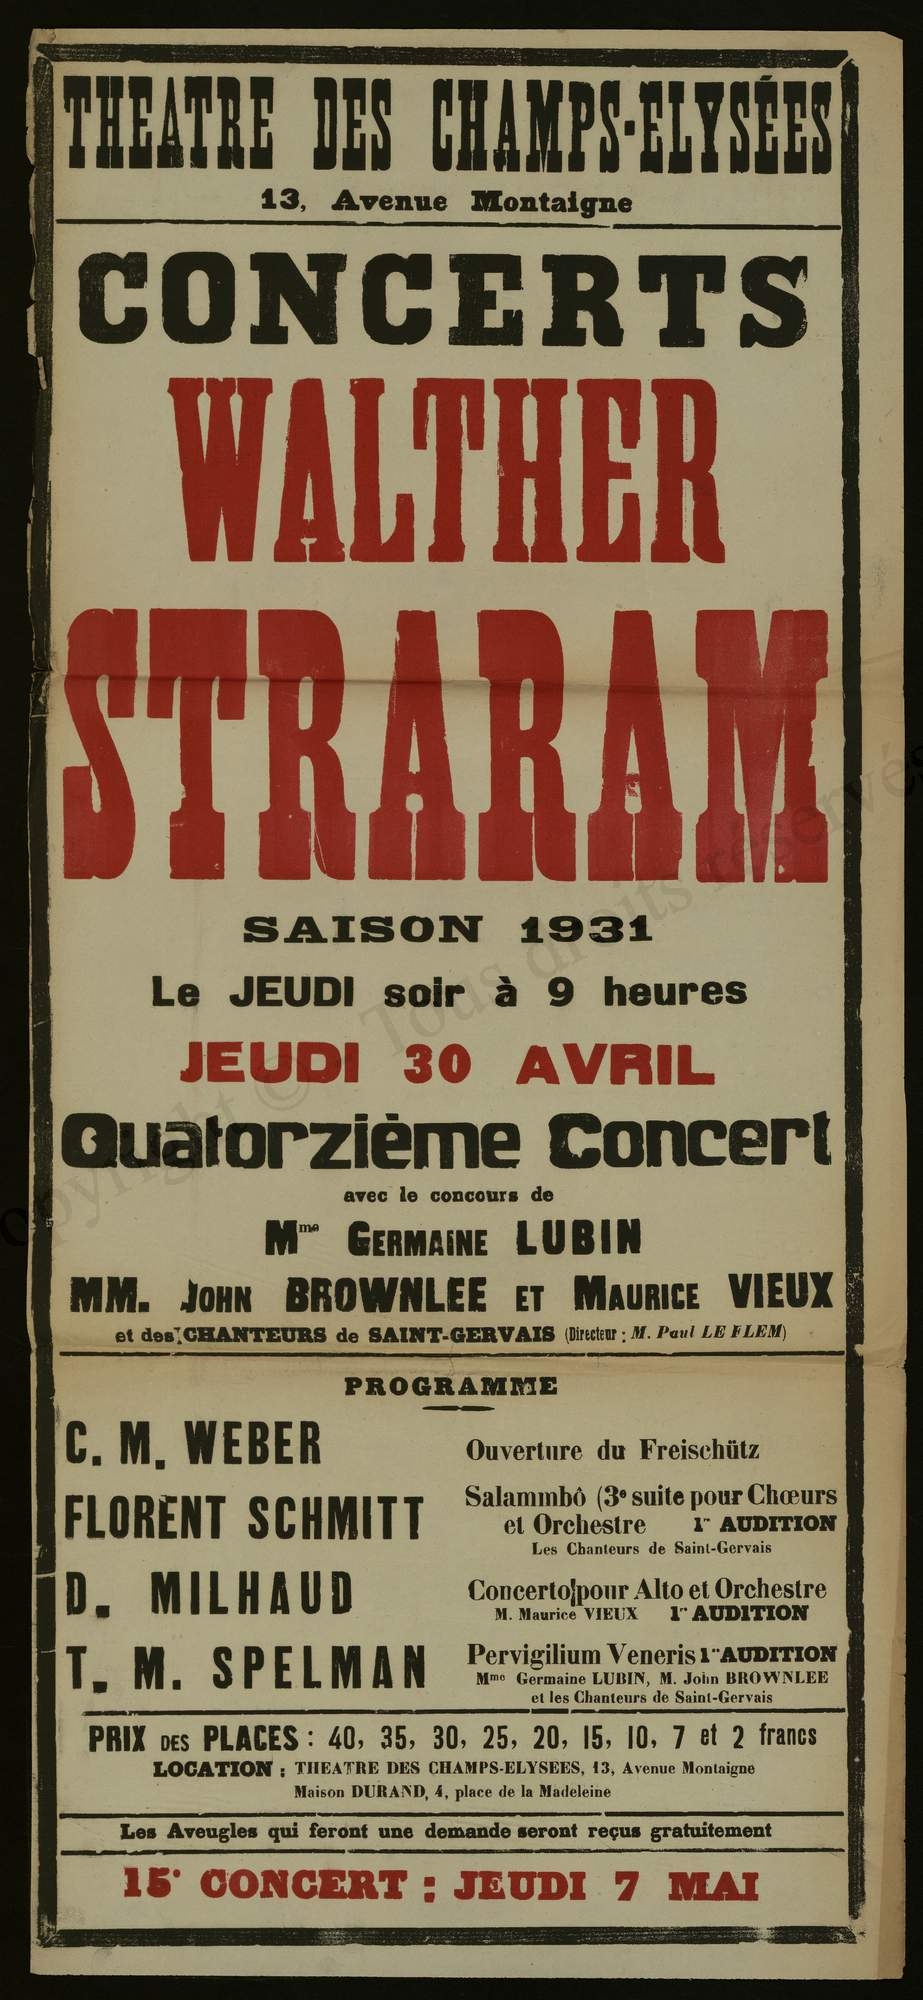 THEATRE DES CHAMPS-ELYSÉES
13, Avenue Montaigne
CONCERTS
WALTHER
STRARAM
SAISON 1931
Le JEUDI soir à 9 heures
JEUDI 30 AVRIL
Quatorzième Concert
avec le concours de
Mme GERMAINE LUBIN
MM. JOHN BROWNLEE ET MAURICE VIEUX
et des CHANTEURS de SAINT-GERVAIS (Directeur : M. Paul LE FLEM)
PROGRAMME
C. M. WEBER
Ouverture du Freischütz
FLORENT SCHMITT
Salammbô (3e suite pour Chœurs
et Orchestre 1re AUDITION
Les Chanteurs de Saint-Gervais
D. MILHAUD
Concerto pour Alto et Orchestre
M. Maurice VIEUX 1re AUDITION
T. M. SPELMAN
Pervigilium Veneris 1re AUDITION
Mme Germaine LUBIN, M. John BROWNLEE
et les Chanteurs de Saint-Gervais
PRIX DES PLACES : 40, 35, 30, 25, 20, 15, 10, 7 et 2 francs
LOCATION : THEATRE DES CHAMPS-ELYSEES, 13, Avenue Montaigne
Maison DURAND, 4, place de la Madeleine
Les Aveugles qui feront une demande seront reçus gratuitement
15e CONCERT : JEUDI 7 MAI
Copyright © Tous droits réservés